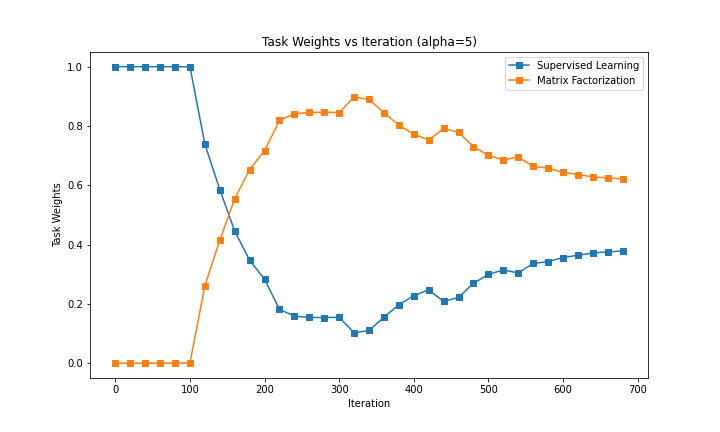 Task Weights vs Iteration (alpha=5)
Supervised Learning
Matrix Factorization
Task Weights
1.0
0.8
0.6
0.4
0.2
0.0
0 100 200 300 400 500 600 700
Iteration